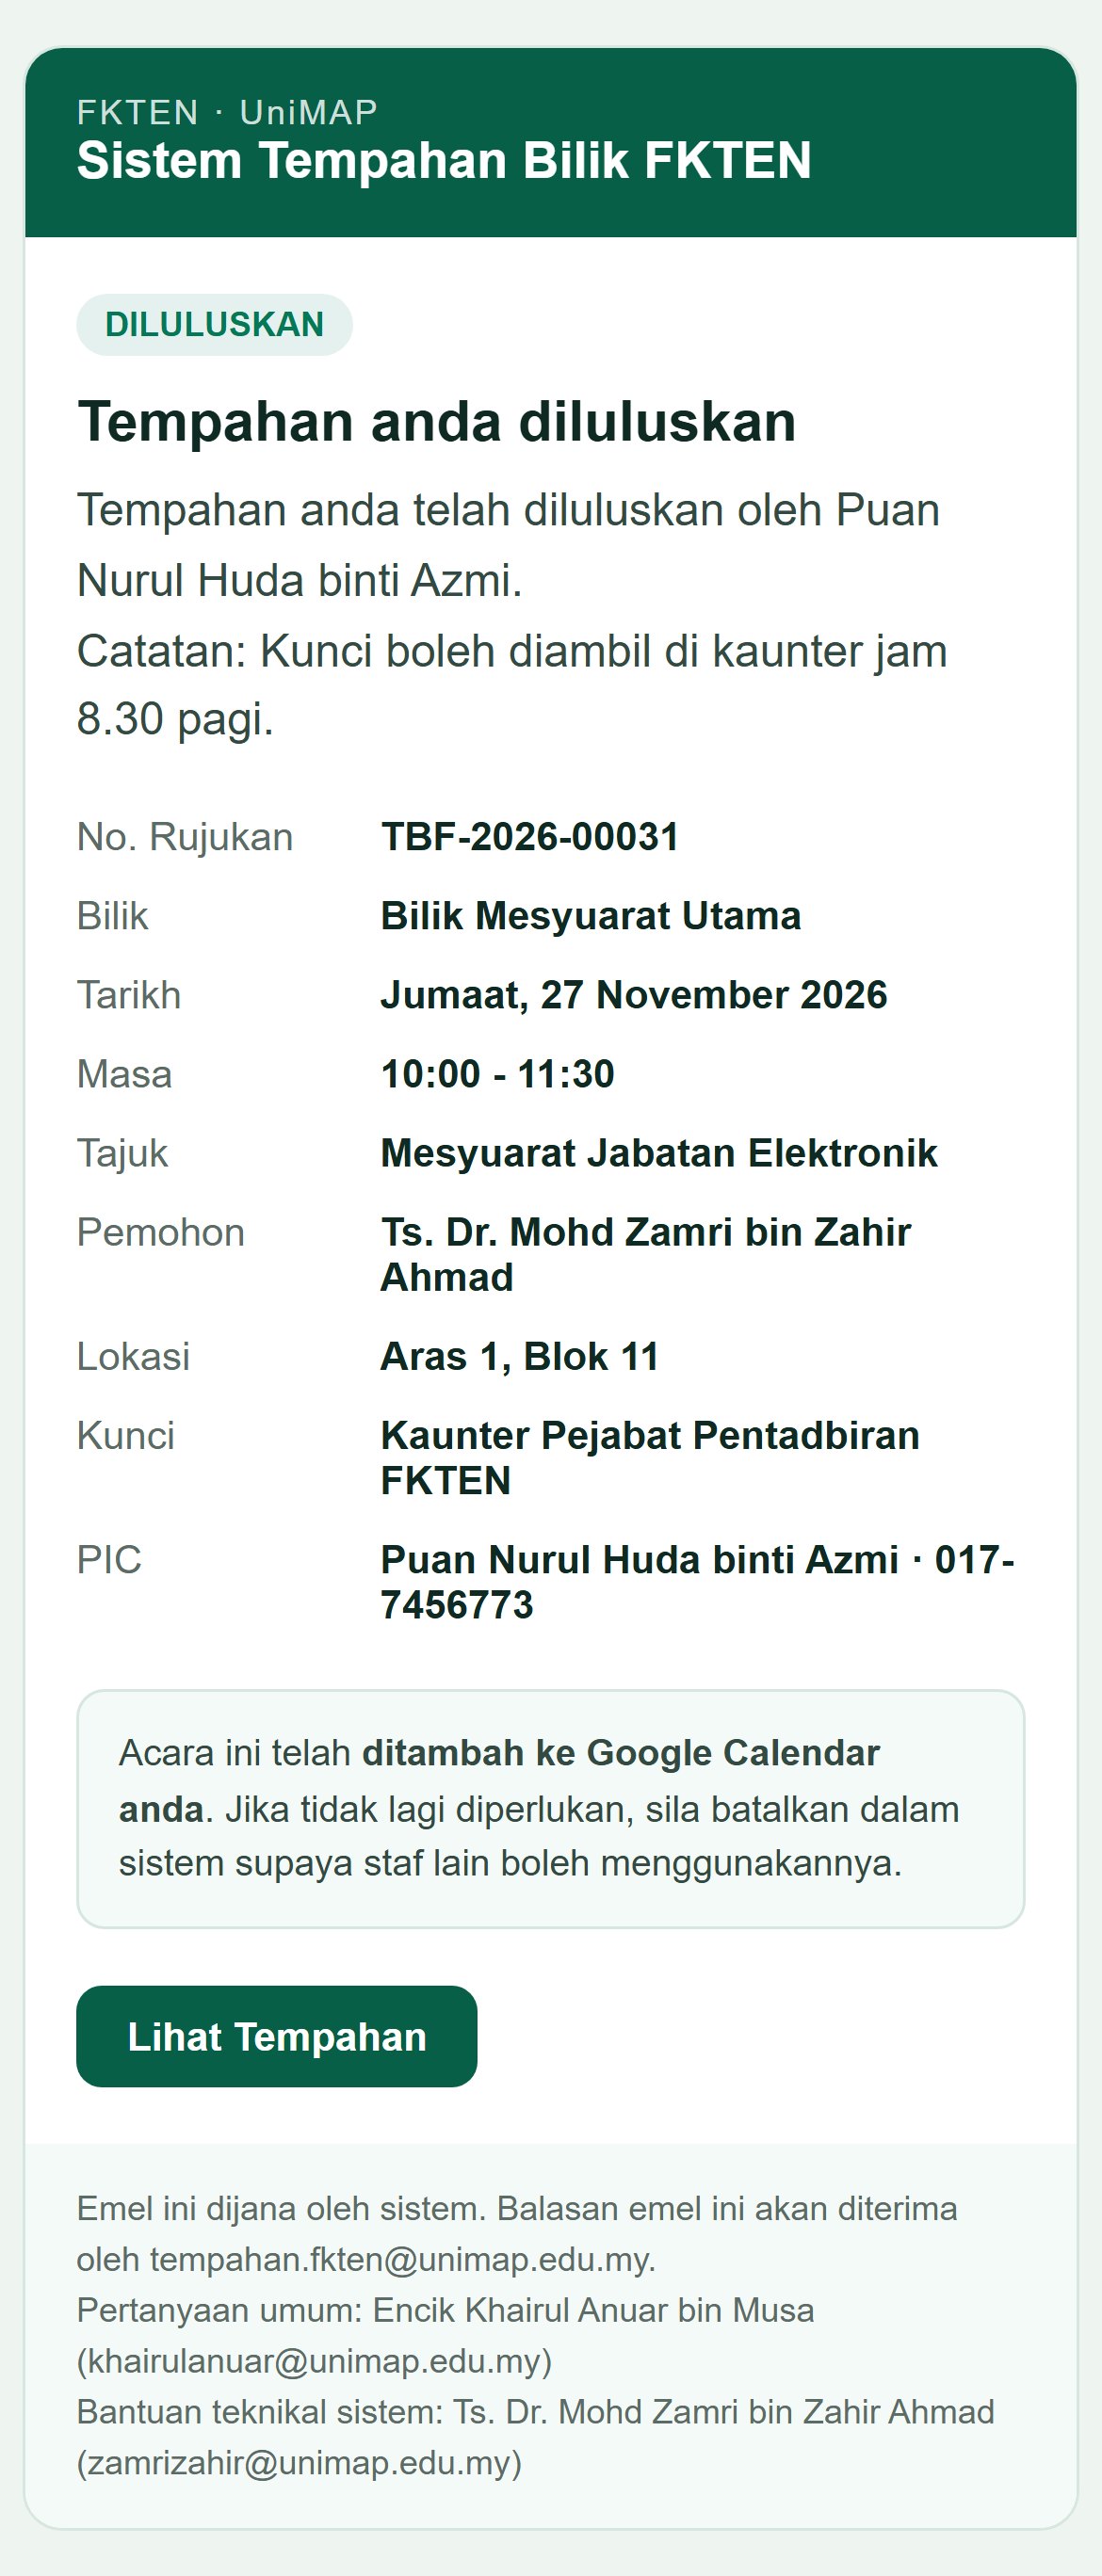 FKTEN · UniMAP
Sistem Tempahan Bilik FKTEN
DILULUSKAN
Tempahan anda diluluskan
Tempahan anda telah diluluskan oleh Puan
Nurul Huda binti Azmi.
Catatan: Kunci boleh diambil di kaunter jam
8.30 pagi.
No. Rujukan TBF-2026-00031
Bilik Bilik Mesyuarat Utama
Tarikh Jumaat, 27 November 2026
Masa 10:00 - 11:30
Tajuk Mesyuarat Jabatan Elektronik
Pemohon Ts. Dr. Mohd Zamri bin Zahir
Ahmad
Lokasi Aras 1, Blok 11
Kunci Kaunter Pejabat Pentadbiran
FKTEN
PIC Puan Nurul Huda binti Azmi · 017-
7456773
Acara ini telah ditambah ke Google Calendar
anda. Jika tidak lagi diperlukan, sila batalkan dalam
sistem supaya staf lain boleh menggunakannya.
Lihat Tempahan
Emel ini dijana oleh sistem. Balasan emel ini akan diterima
oleh tempahan.fkten@unimap.edu.my.
Pertanyaan umum: Encik Khairul Anuar bin Musa
(khairulanuar@unimap.edu.my)
Bantuan teknikal sistem: Ts. Dr. Mohd Zamri bin Zahir Ahmad
(zamrizahir@unimap.edu.my)